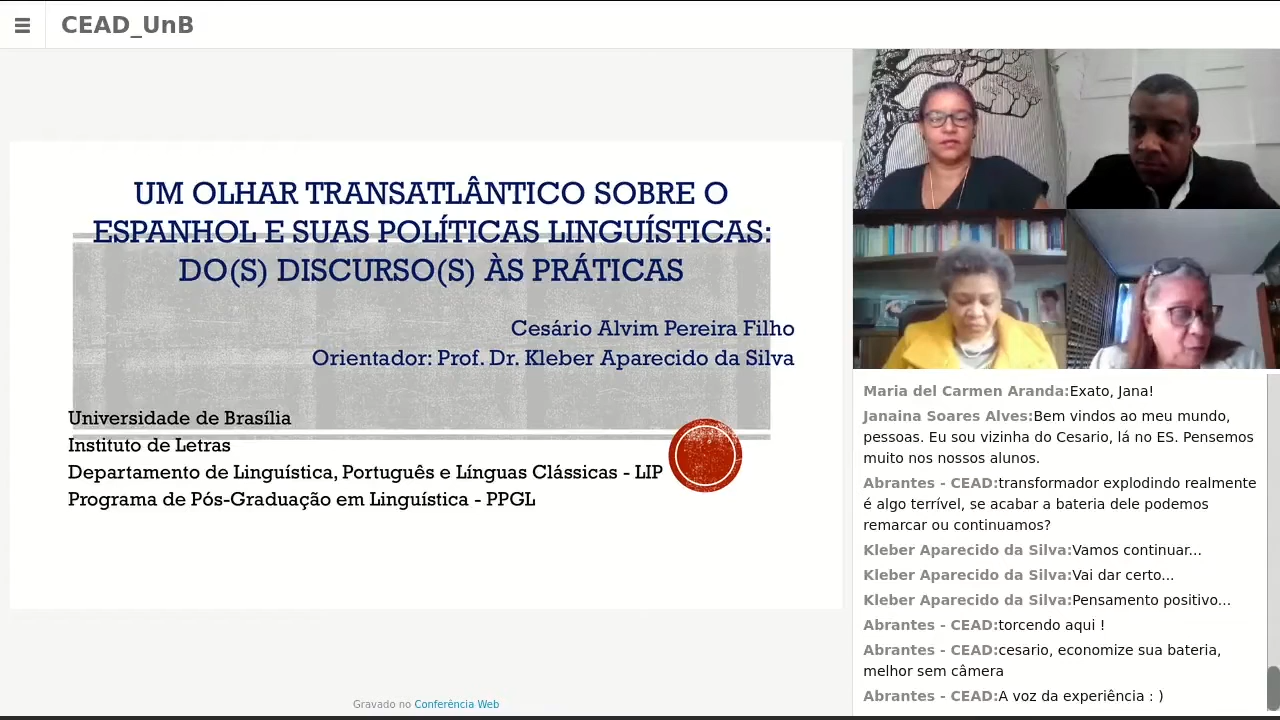 CEAD_UnB
UM OLHAR TRANSATLÂNTICO SOBRE O
ESPANHOL E SUAS POLÍTICAS LINGUÍSTICAS:
DO(S) DISCURSO(S) ÀS PRÁTICAS
Cesário Alvim Pereira Filho
Orientador: Prof. Dr. Kleber Aparecido da Silva
Universidade de Brasília
Instituto de Letras
Departamento de Linguística, Português e Línguas Clássicas - LIP
Programa de Pós-Graduação em Linguística - PPGL
Gravado no Conferência Web
Maria del Carmen Aranda:Exato, Jana!
Janaina Soares Alves:Bem vindos ao meu mundo,
pessoas. Eu sou vizinha do Cesario, lá no ES. Pensemos
muito nos nossos alunos.
Abrantes - CEAD:transformador explodindo realmente
é algo terrível, se acabar a bateria dele podemos
remarcar ou continuamos?
Kleber Aparecido da Silva:Vamos continuar...
Kleber Aparecido da Silva:Vai dar certo...
Kleber Aparecido da Silva:Pensamento positivo...
Abrantes - CEAD:torcendo aqui !
Abrantes - CEAD:cesario, economize sua bateria,
melhor sem câmera
Abrantes - CEAD:A voz da experiência : )